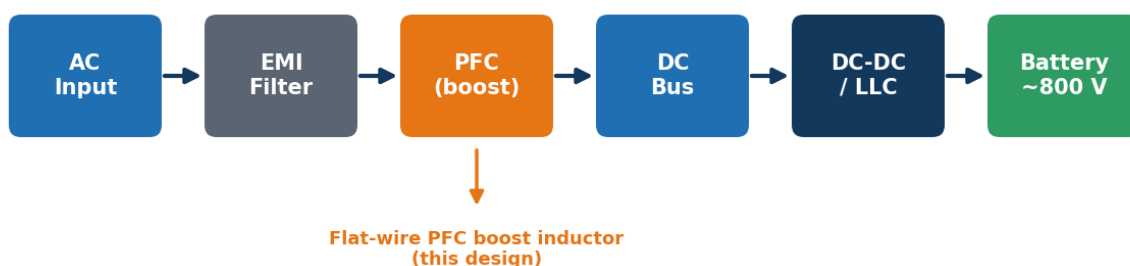 AC
Input
EMI
Filter
PFC
(boost)
DC
Bus
DC-DC
/ LLC
Battery
~800 V
Flat-wire PFC boost inductor
(this design)